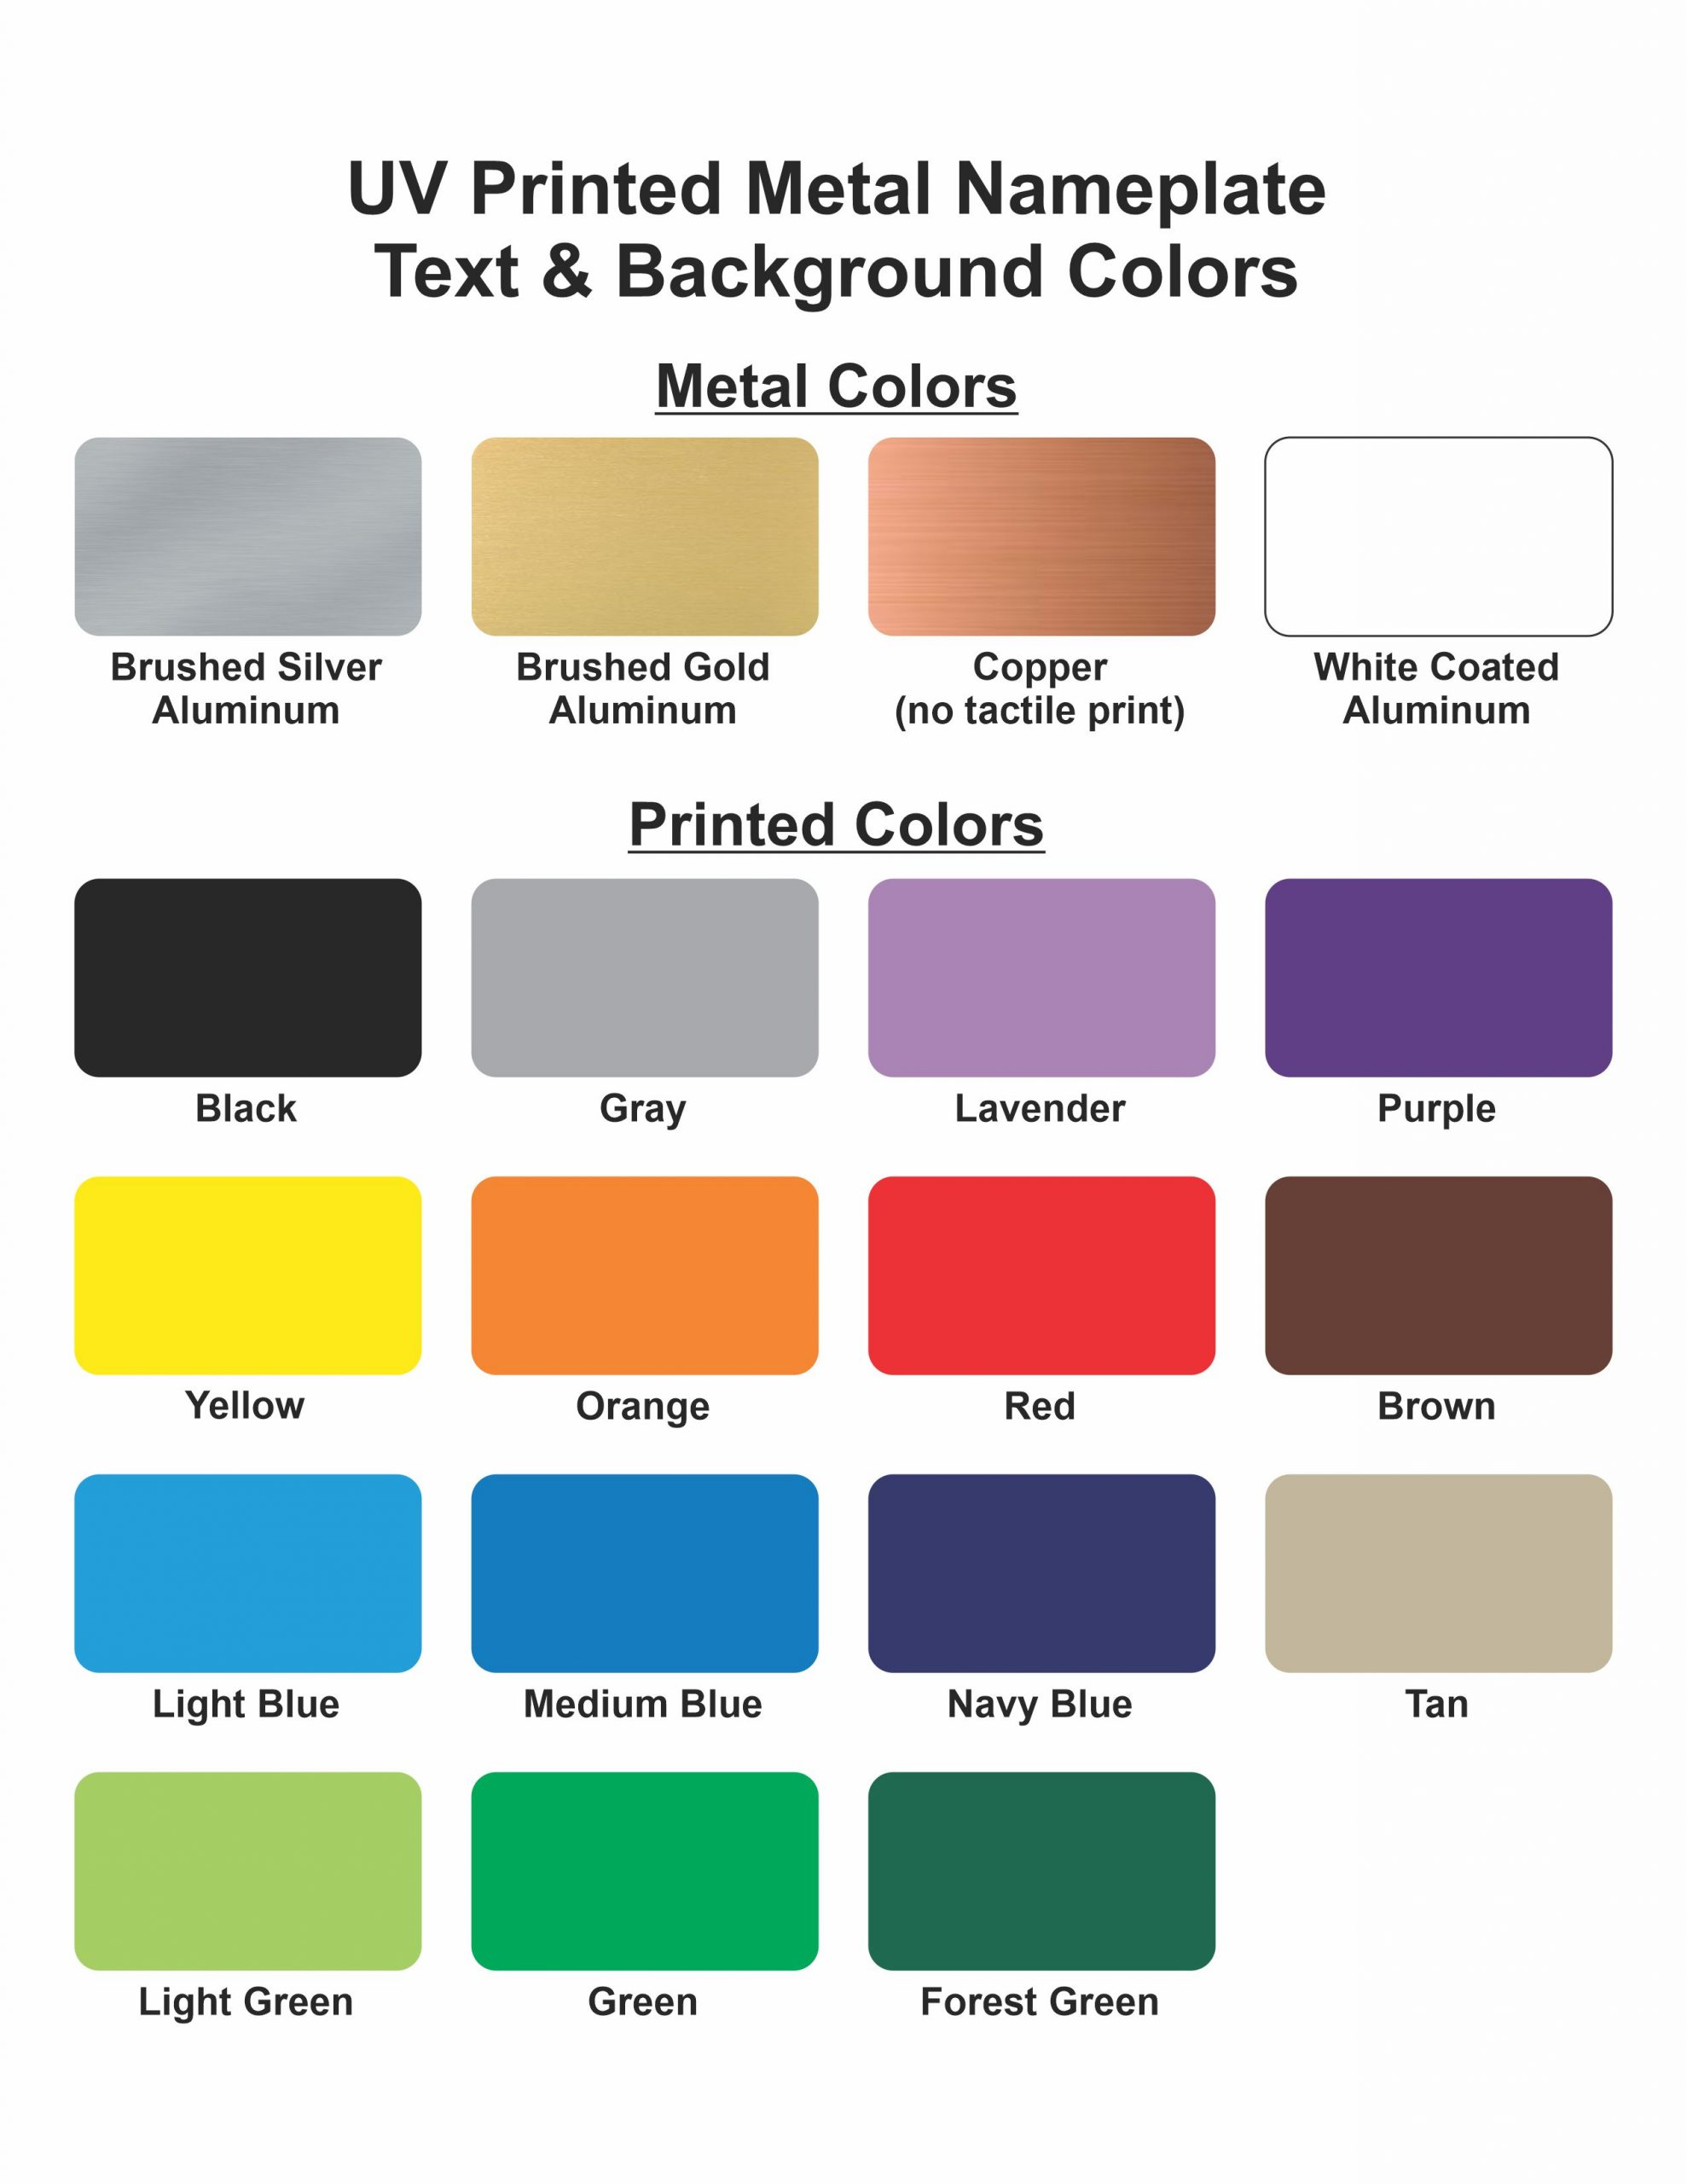 UV Printed Metal Nameplate
Text & Background Colors
Metal Colors
Brushed Silver
Aluminum
Brushed Gold
Aluminum
Copper
(no tactile print)
White Coated
Aluminum
Printed Colors
Black
Gray
Lavender
Purple
Yellow
Orange
Red
Brown
Light Blue
Medium Blue
Navy Blue
Tan
Light Green
Green
Forest Green